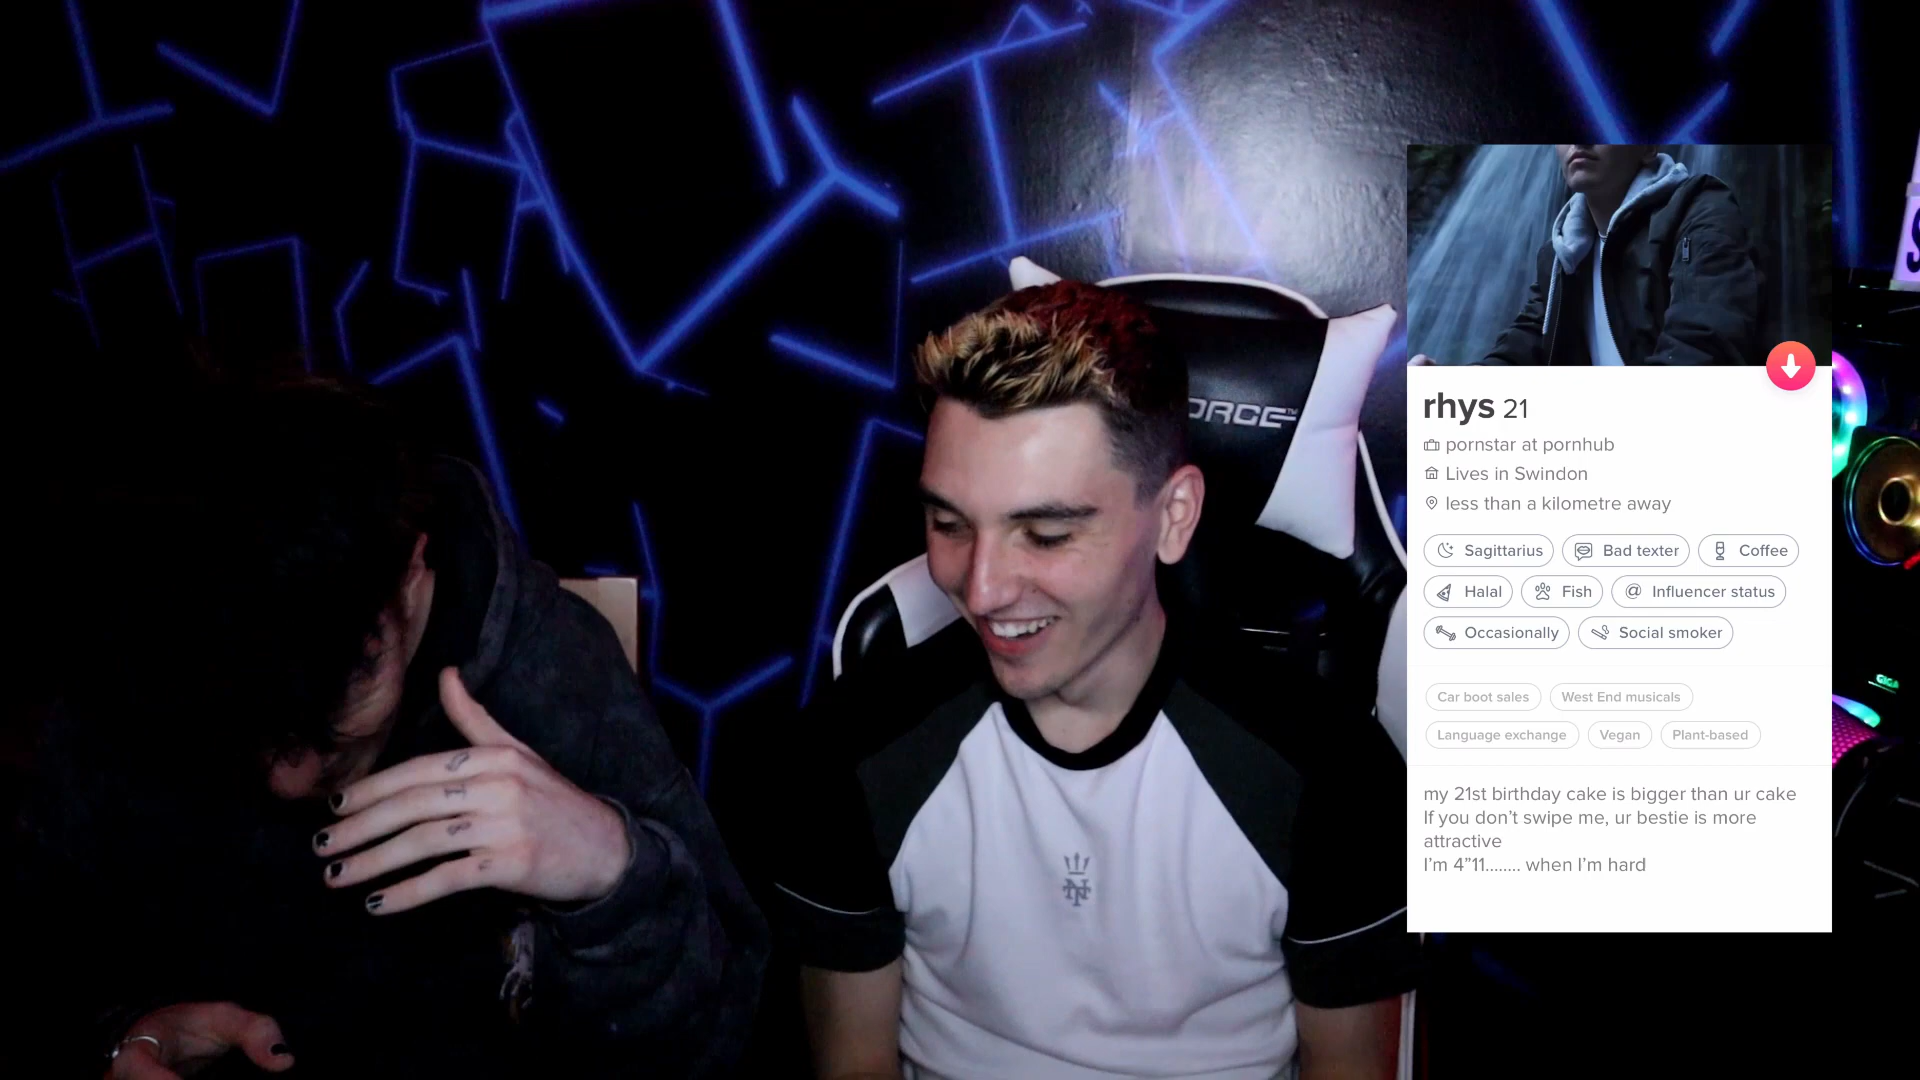 ORCE™
rhys 21
pornstar at pornhub
Lives in Swindon
less than a kilometre away
Sagittarius Bad texter Coffee
Halal Fish @ Influencer status
Occasionally Social smoker
Car boot sales West End musicals
Language exchange Vegan Plant-based
my 21st birthday cake is bigger than ur cake
If you don't swipe me, ur bestie is more
attractive
I'm 4"11........ when I'm hard